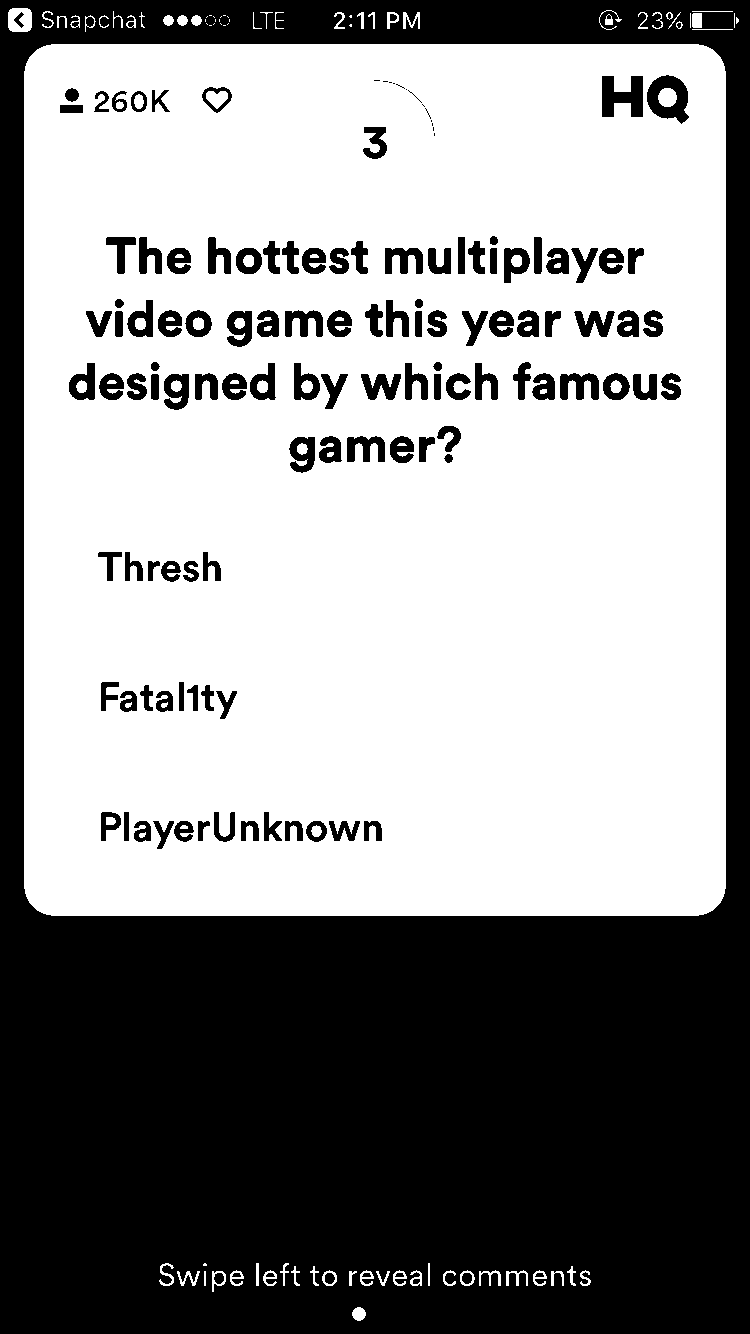 Snapchat LTE 2:11 PM 23%
260K HQ
3
The hottest multiplayer
video game this year was
designed by which famous
gamer?
Thresh
Fatal1ty
PlayerUnknown
Swipe left to reveal comments